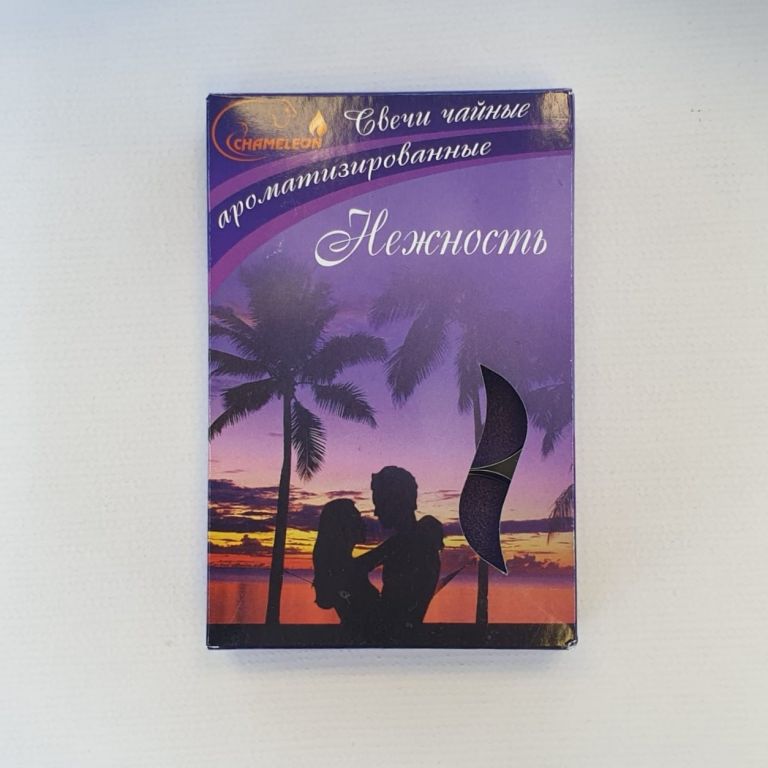 CHAMELEON
Свечи чайные
ароматизированные
Нежность